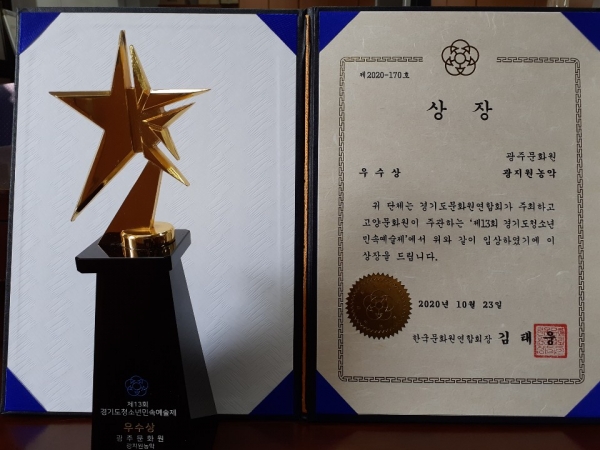 제2020-170호
상장
광주문화원
우수상 광지원농악
위 단체는 경기도문화원연합회가 주최하고
고양문화원이 주관하는 '제13회 경기도청소년
민속예술제'에서 위와 같이 입상하였기에 이
상장을 드립니다.
2020년 10월 23일
한국문화원연합회장 김태웅
제13회
경기도청소년민속예술제
우수상
광주문화원
광지원농악